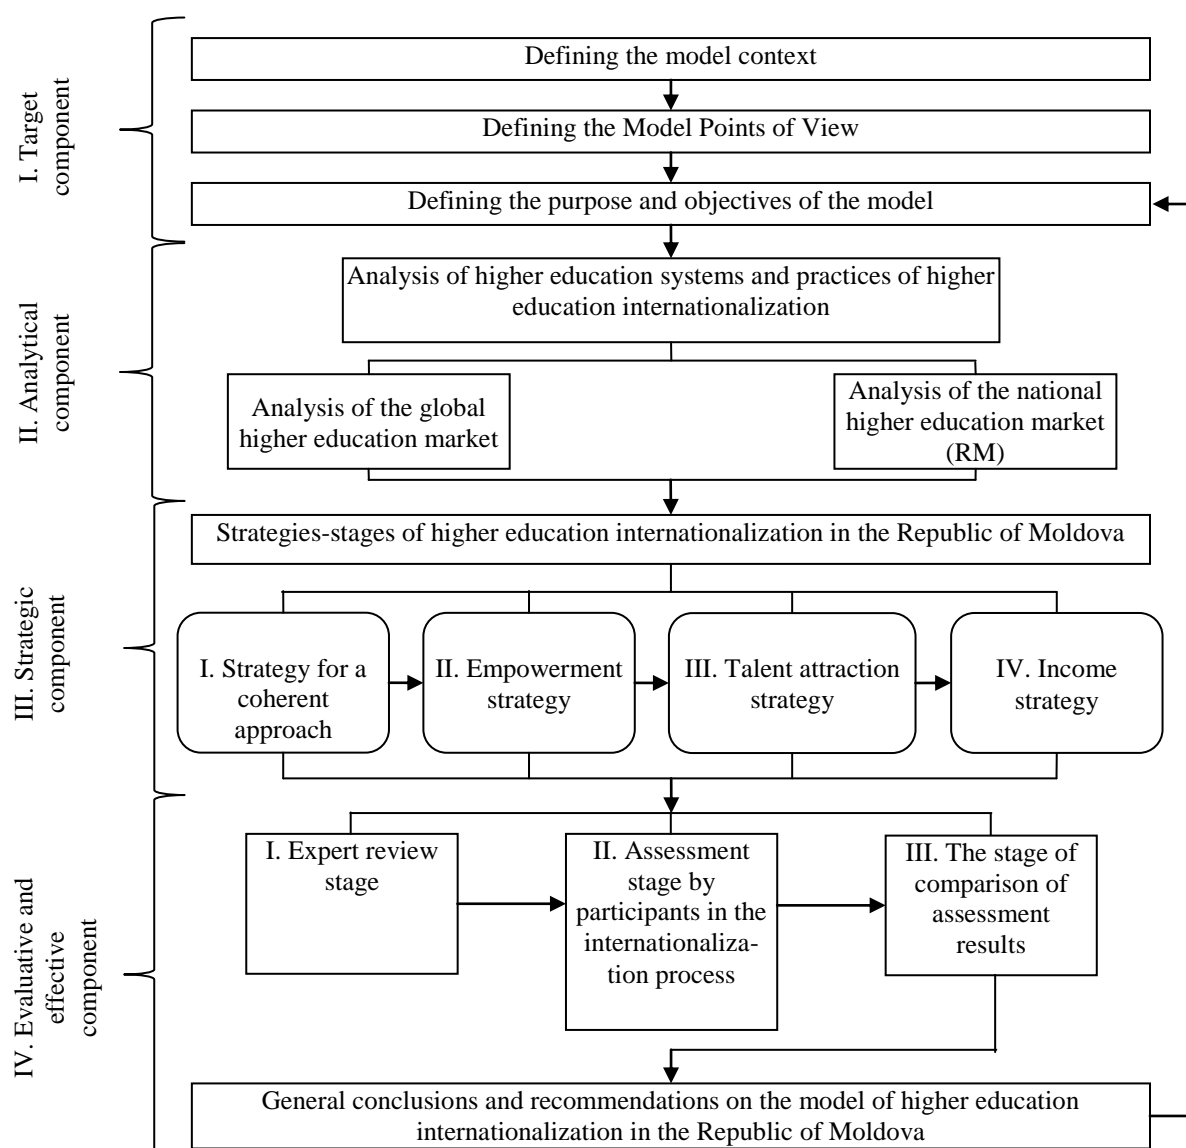 I. Target
component
Defining the model context
Defining the Model Points of View
Defining the purpose and objectives of the model
II. Analytical
component
Analysis of higher education systems and practices of higher
education internationalization
Analysis of the global
higher education market
Analysis of the national
higher education market
(RM)
III. Strategic
component
Strategies-stages of higher education internationalization in the Republic of Moldova
I. Strategy for a
coherent
approach
II. Empowerment
strategy
III. Talent attraction
strategy
IV. Income
strategy
IV. Evaluative and
effective
component
I. Expert review
stage
II. Assessment
stage by
participants in the
internationaliza-
tion process
III. The stage of
comparison of
assessment
results
General conclusions and recommendations on the model of higher education
internationalization in the Republic of Moldova